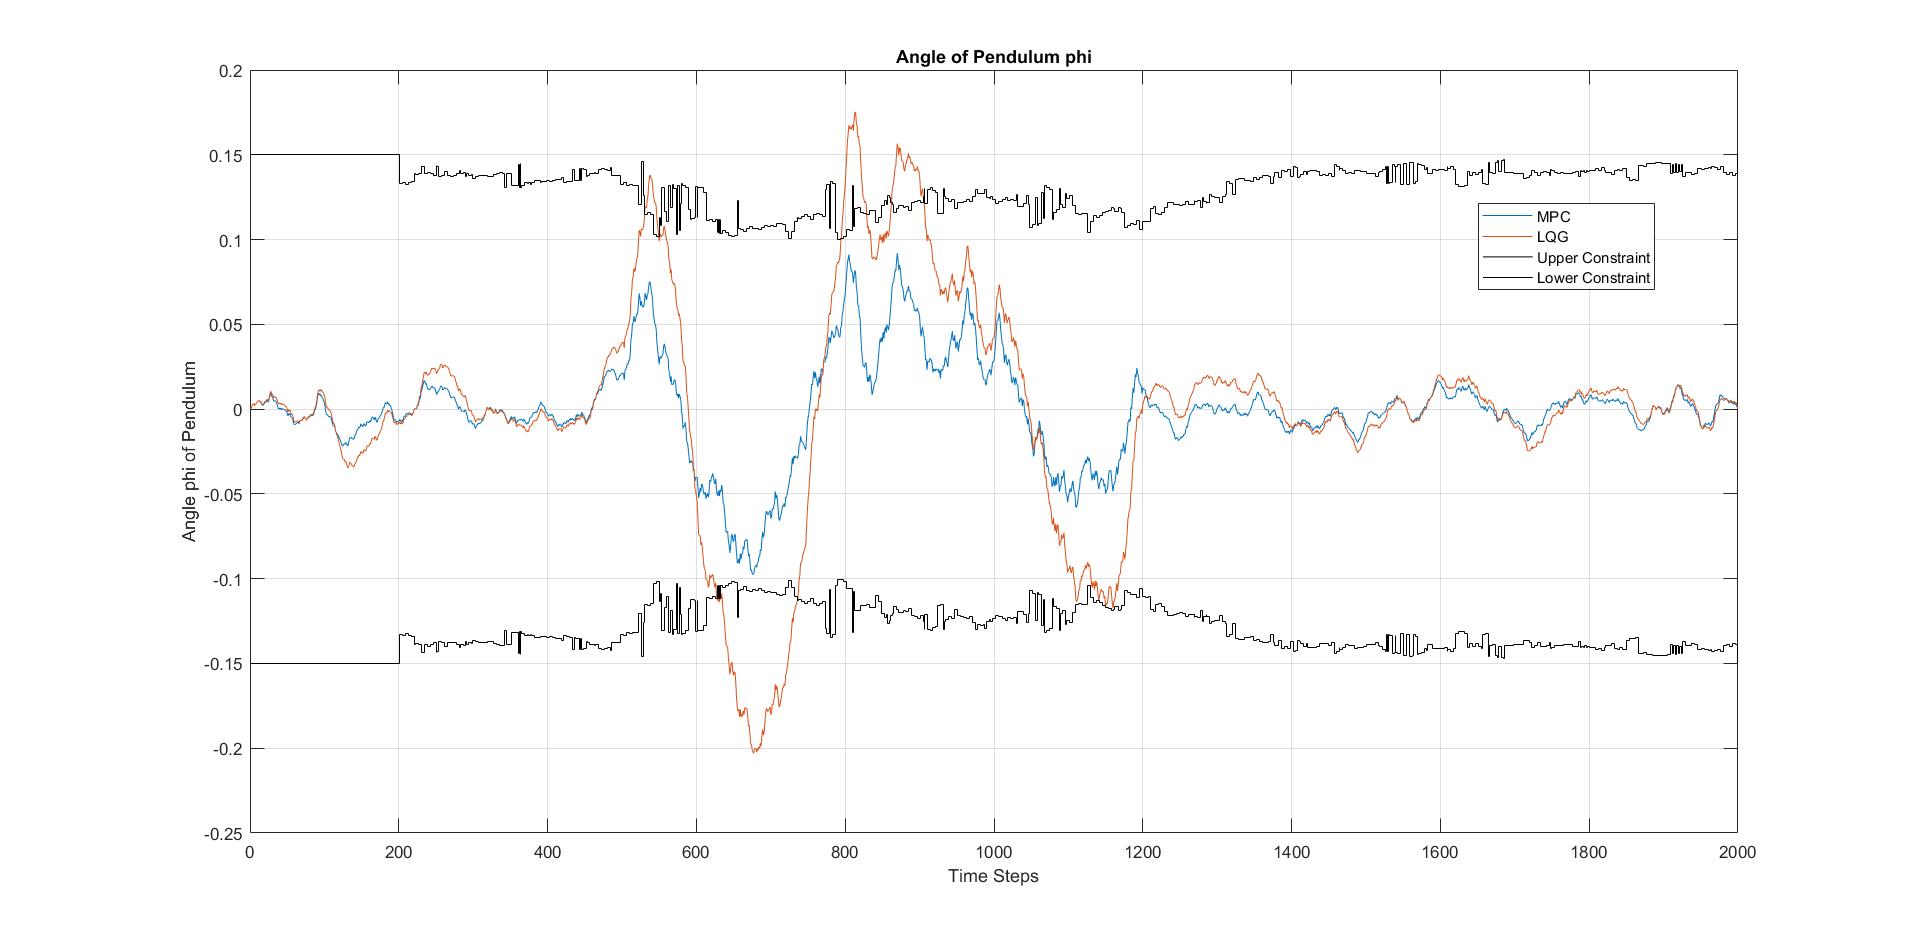 Angle of Pendulum phi
0.2
0.15
0.1
0.05
0
-0.05
-0.1
-0.15
-0.2
-0.25
Angle phi of Pendulum
MPC
LQG
Upper Constraint
Lower Constraint
0 200 400 600 800 1000 1200 1400 1600 1800 2000
Time Steps